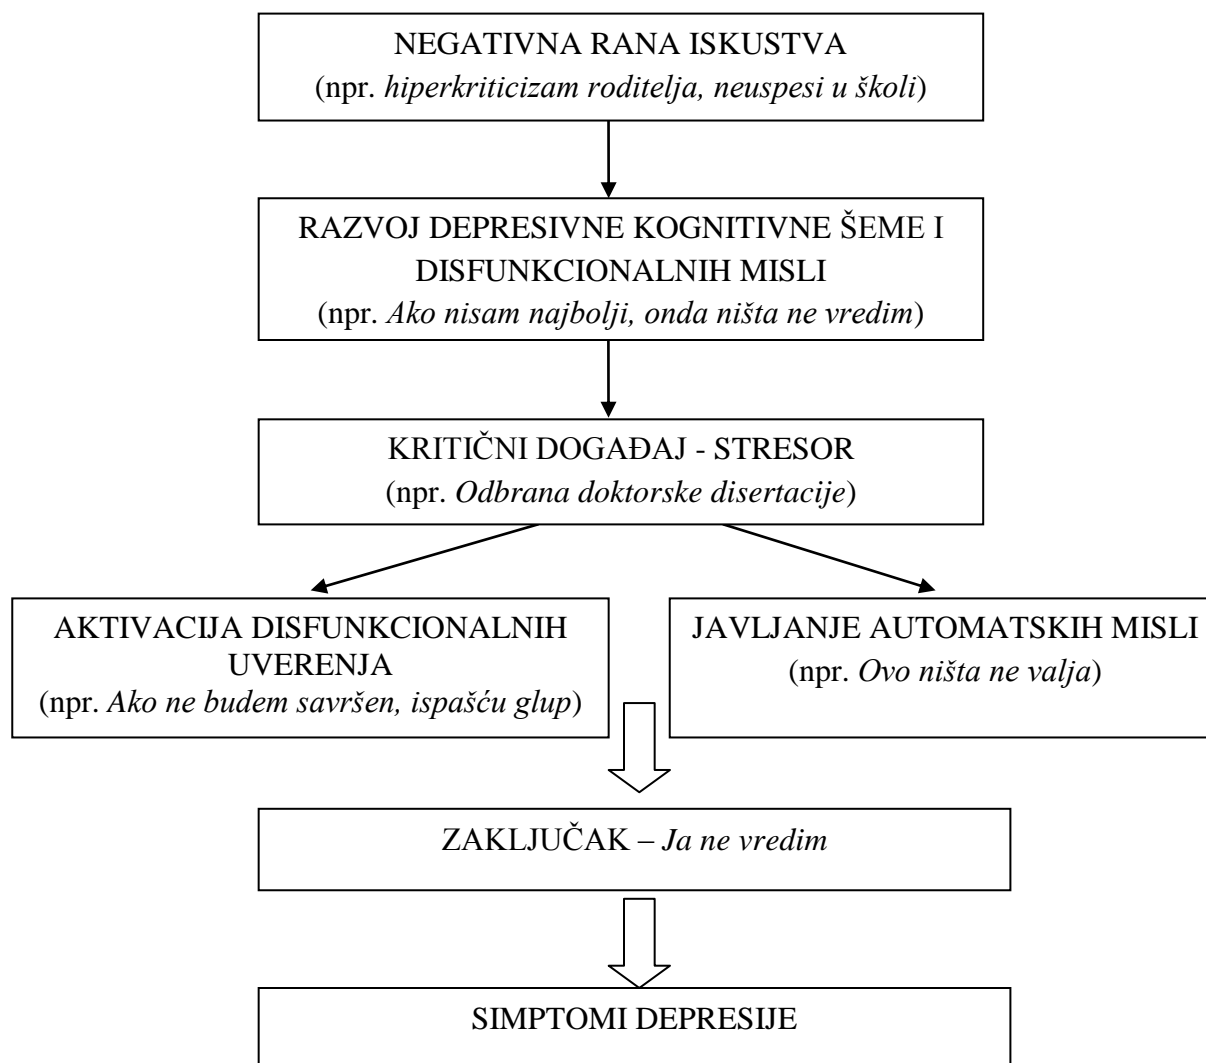 NEGATIVNA RANA ISKUSTVA
(npr. hiperkriticizam roditelja, neuspesi u školi)
RAZVOJ DEPRESIVNE KOGNITIVNE ŠEME I
DISFUNKCIONALNIH MISLI
(npr. Ako nisam najbolji, onda ništa ne vredim)
KRITIČNI DOGAĐAJ - STRESOR
(npr. Odbrana doktorske disertacije)
AKTIVACIJA DISFUNKCIONALNIH
UVERENJA
(npr. Ako ne budem savršen, ispašću glup)
JAVLJANJE AUTOMATSKIH MISLI
(npr. Ovo ništa ne valja)
ZAKLJUČAK – Ja ne vredim
SIMPTOMI DEPRESIJE